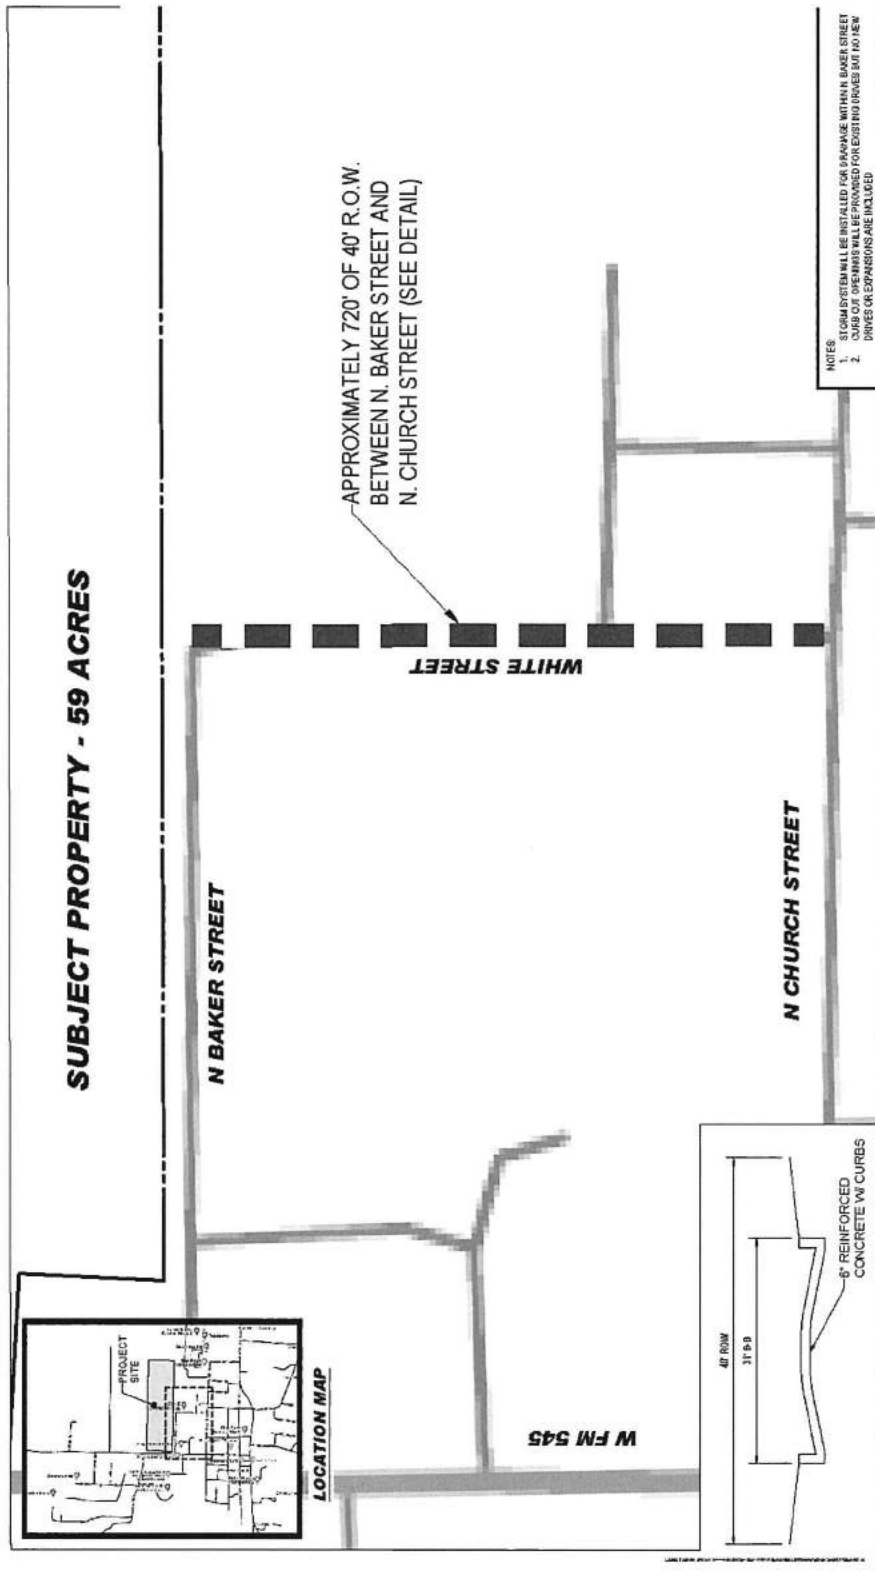 SUBJECT PROPERTY - 59 ACRES
APPROXIMATELY 720' OF 40' R.O.W.
BETWEEN N. BAKER STREET AND
N. CHURCH STREET (SEE DETAIL)
WHITE STREET
N BAKER STREET
N CHURCH STREET
W FM 545
PROJECT
SITE
LOCATION MAP
40' ROW
31' B-B
6" REINFORCED
CONCRETE W/ CURBS
NOTES:
1. STORM SYSTEM WILL BE INSTALLED FOR DRAINAGE WITHIN N BAKER STREET
2. CURB CUT OPENINGS WILL BE PROVIDED FOR EXISTING DRIVES BUT NO NEW
DRIVES OR EXPANSIONS ARE INCLUDED